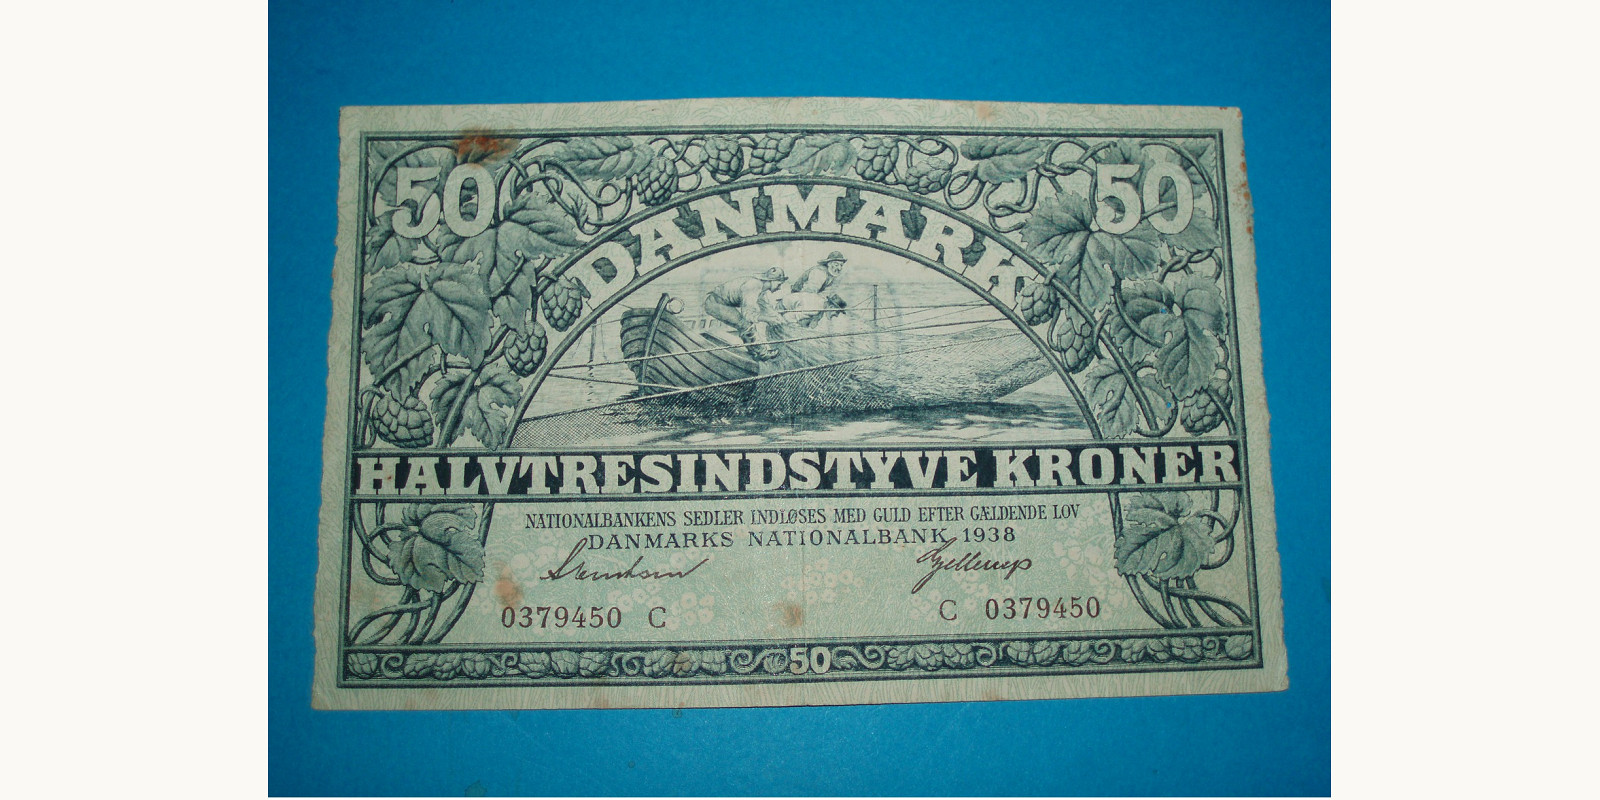 50 50
DANMARK
HALVTRESINDSTYVE KRONER
NATIONALBANKENS SEDLER INDLØSES MED GULD EFTER GÆLDENDE LOV
DANMARKS NATIONALBANK 1938
Gjellerup
0379450 C C 0379450
50